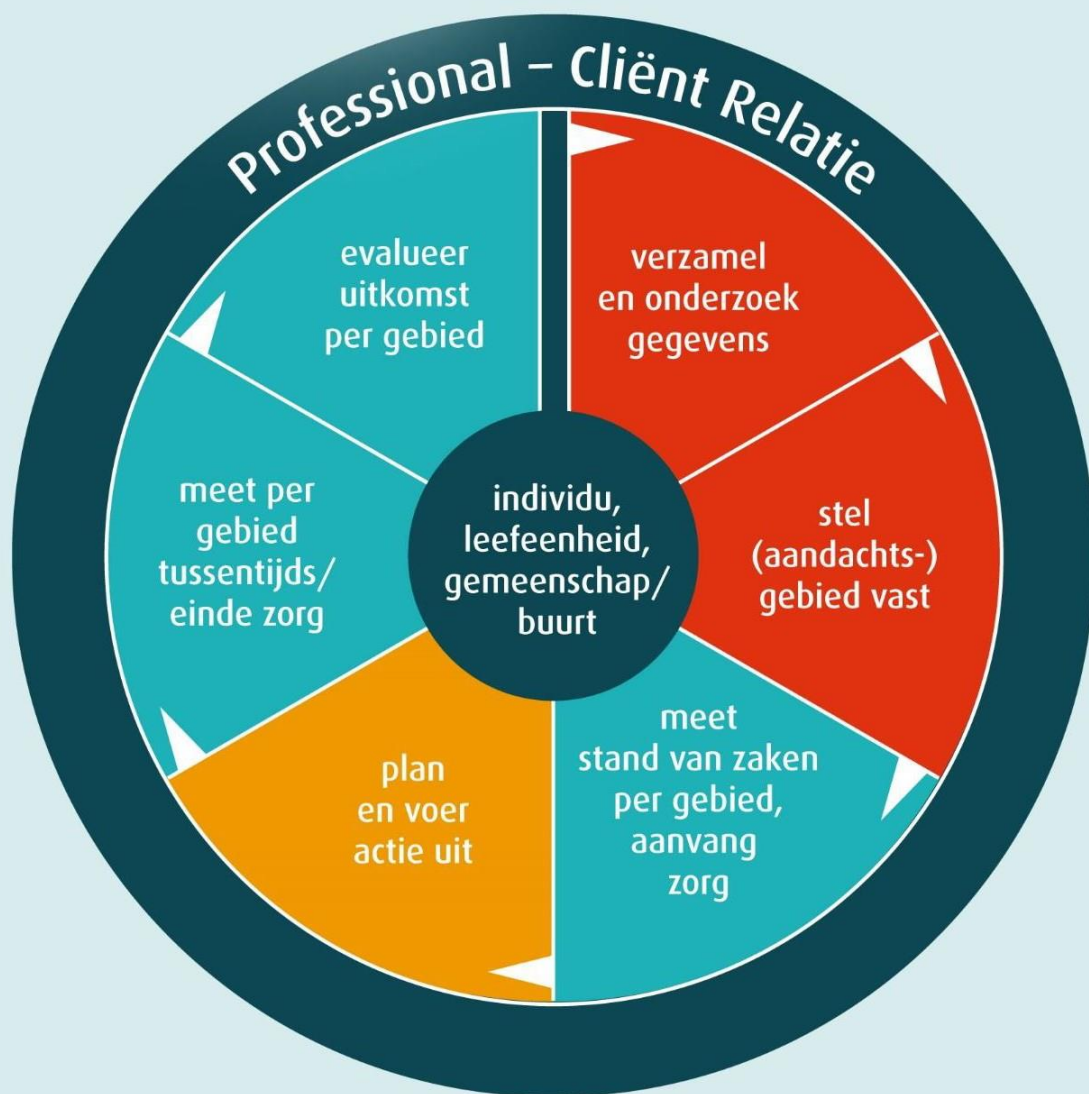 Professional – Cliënt Relatie
verzamel
en onderzoek
gegevens
stel
(aandachts-)
gebied vast
meet
stand van zaken
per gebied,
aanvang
zorg
plan
en voer
actie uit
meet per
gebied
tussentijds/
einde zorg
evalueer
uitkomst
per gebied
individu,
leefeenheid,
gemeenschap/
buurt